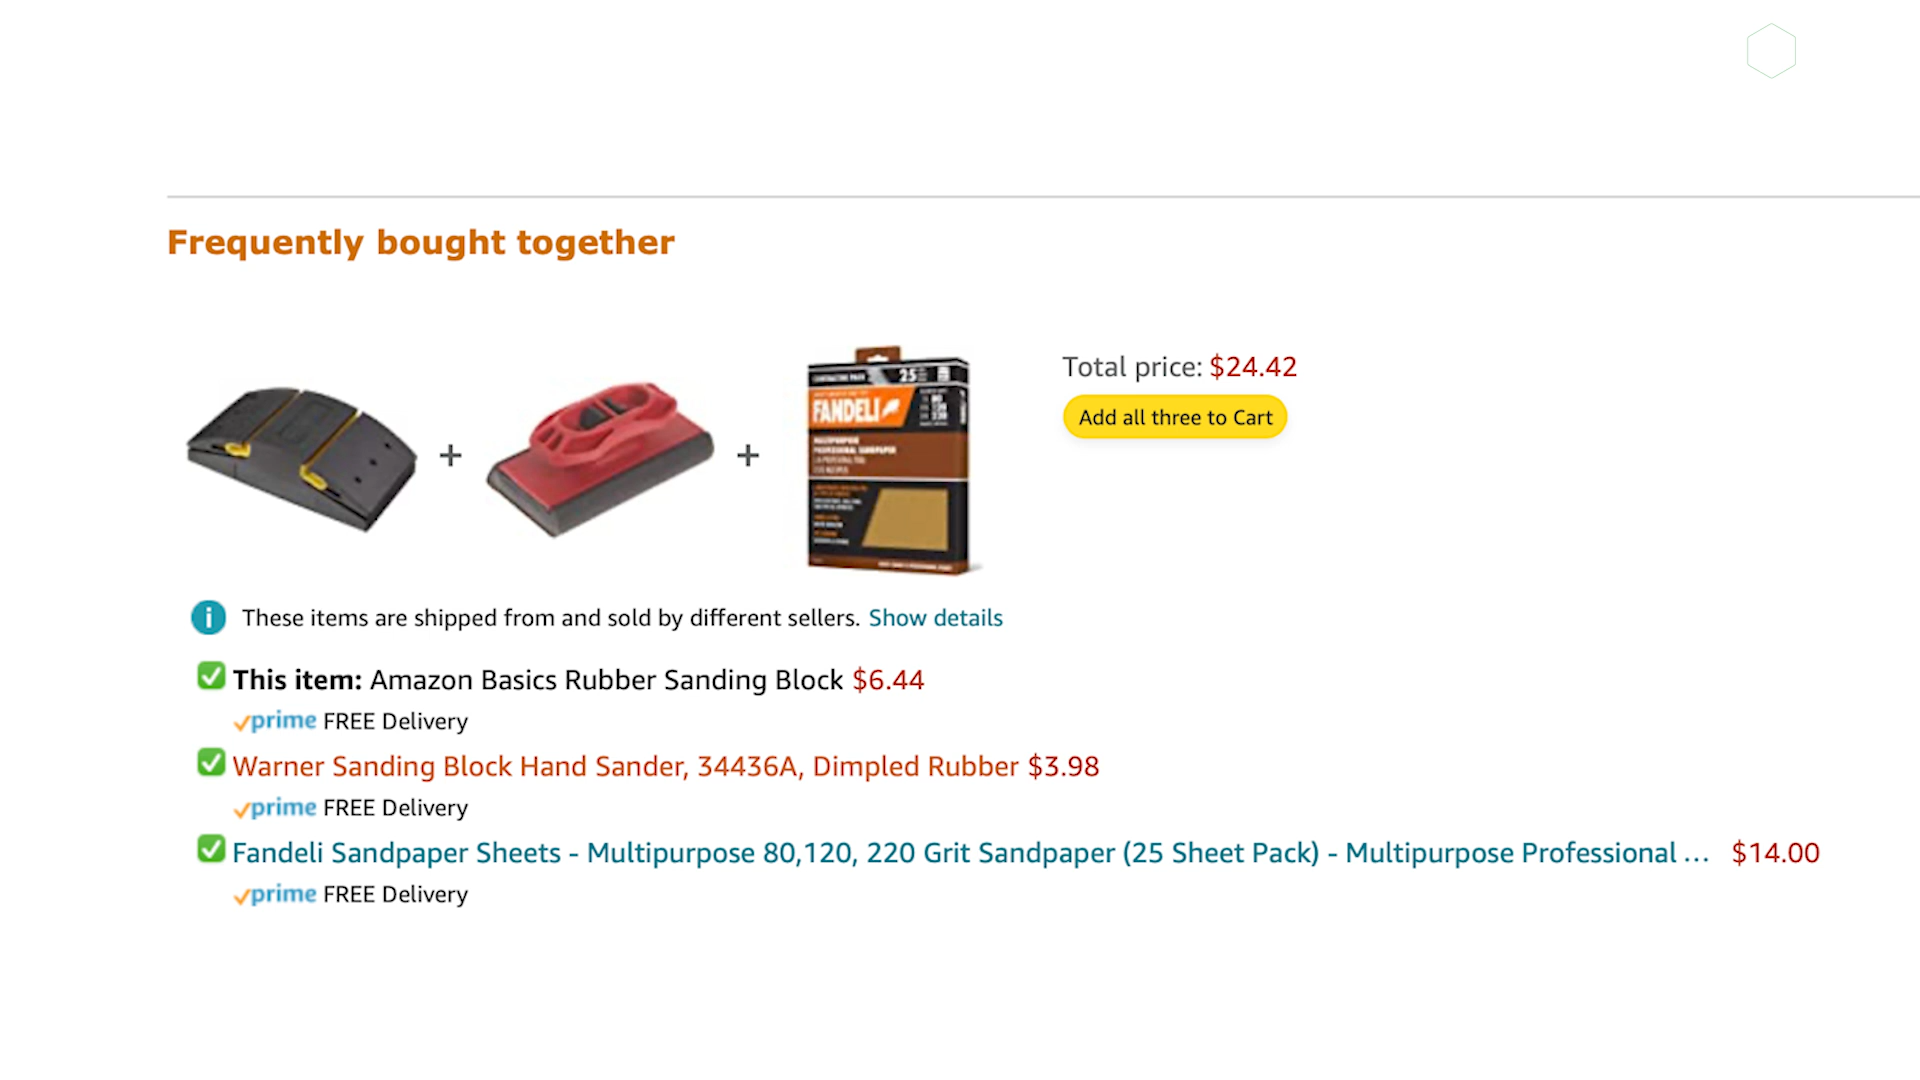 Frequently bought together
25
FANDELI
Total price: $24.42
Add all three to Cart
+
+
These items are shipped from and sold by different sellers. Show details
This item: Amazon Basics Rubber Sanding Block $6.44
prime FREE Delivery
Warner Sanding Block Hand Sander, 34436A, Dimpled Rubber $3.98
prime FREE Delivery
Fandeli Sandpaper Sheets - Multipurpose 80,120, 220 Grit Sandpaper (25 Sheet Pack) - Multipurpose Professional ... $14.00
prime FREE Delivery